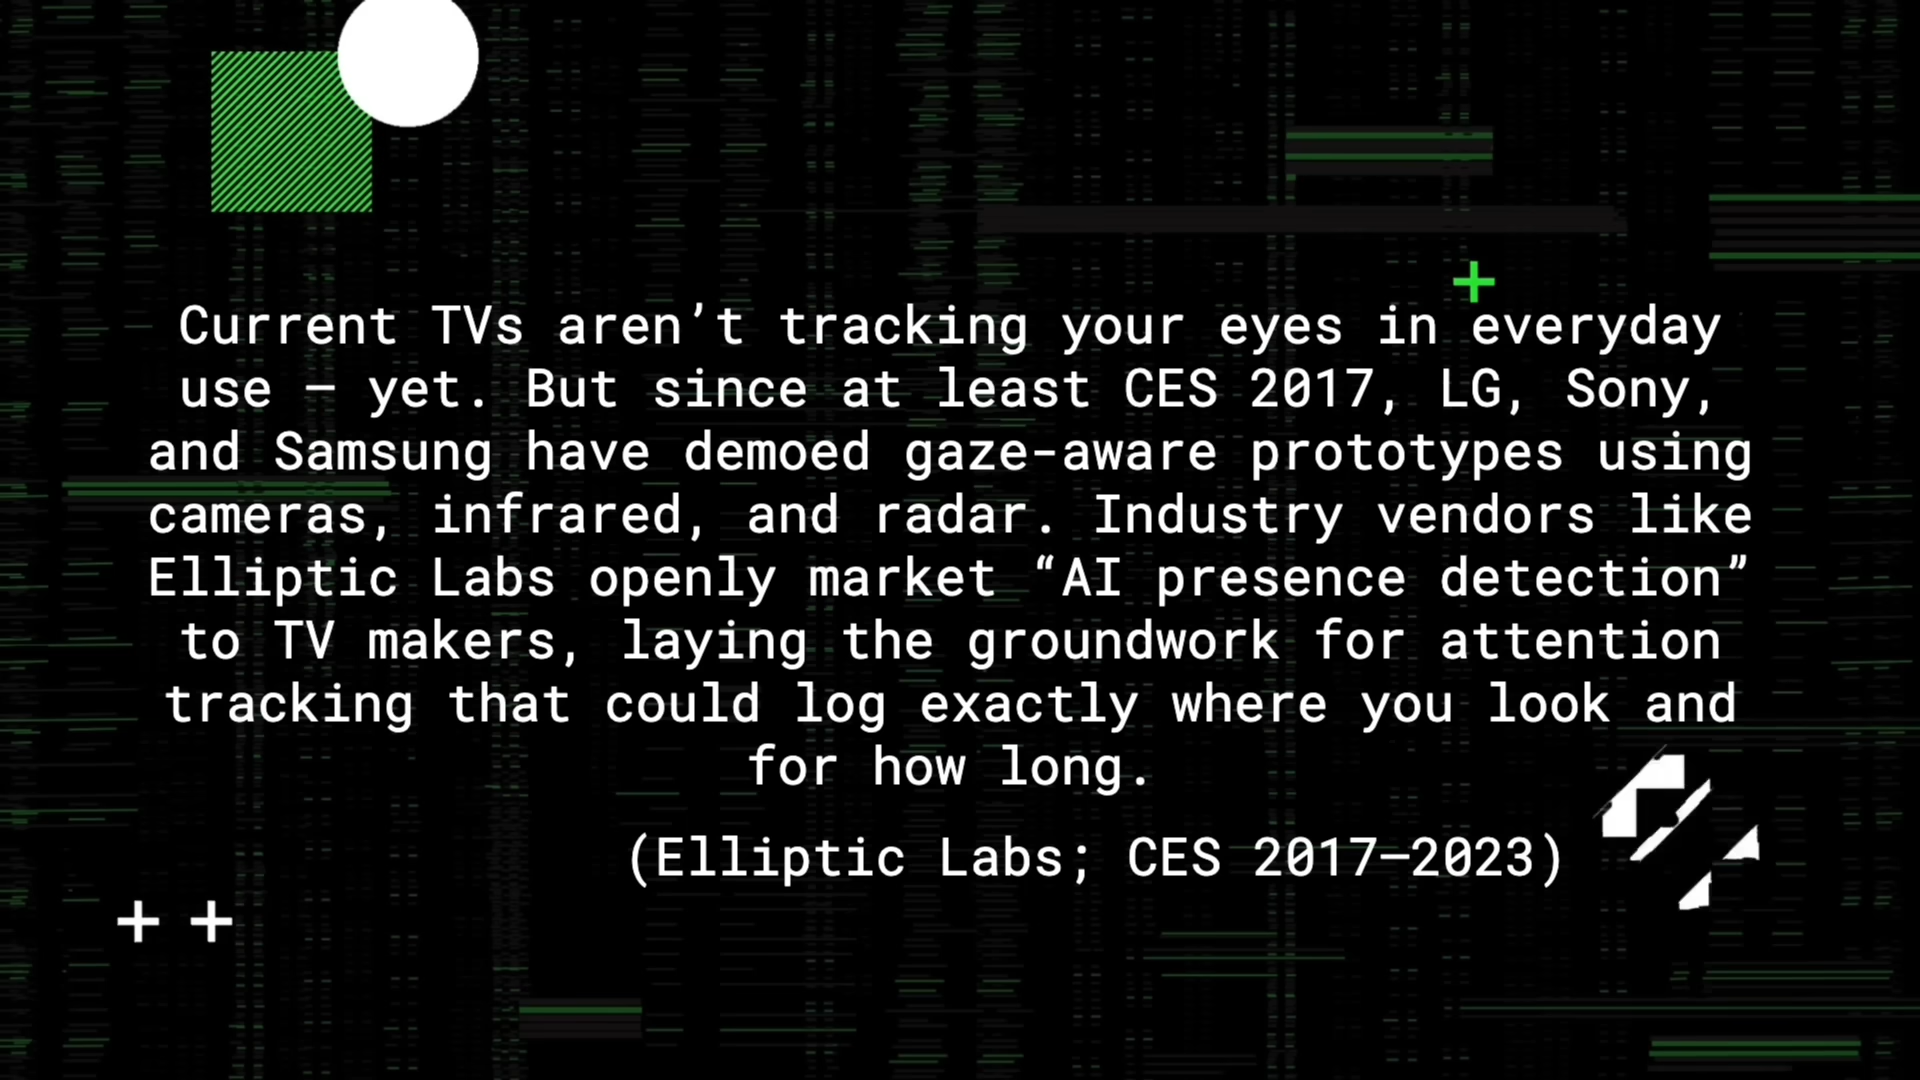 Current TVs aren’t tracking your eyes in everyday
use — yet. But since at least CES 2017, LG, Sony,
and Samsung have demoed gaze-aware prototypes using
cameras, infrared, and radar. Industry vendors like
Elliptic Labs openly market “AI presence detection”
to TV makers, laying the groundwork for attention
tracking that could log exactly where you look and
for how long.
(Elliptic Labs; CES 2017–2023)